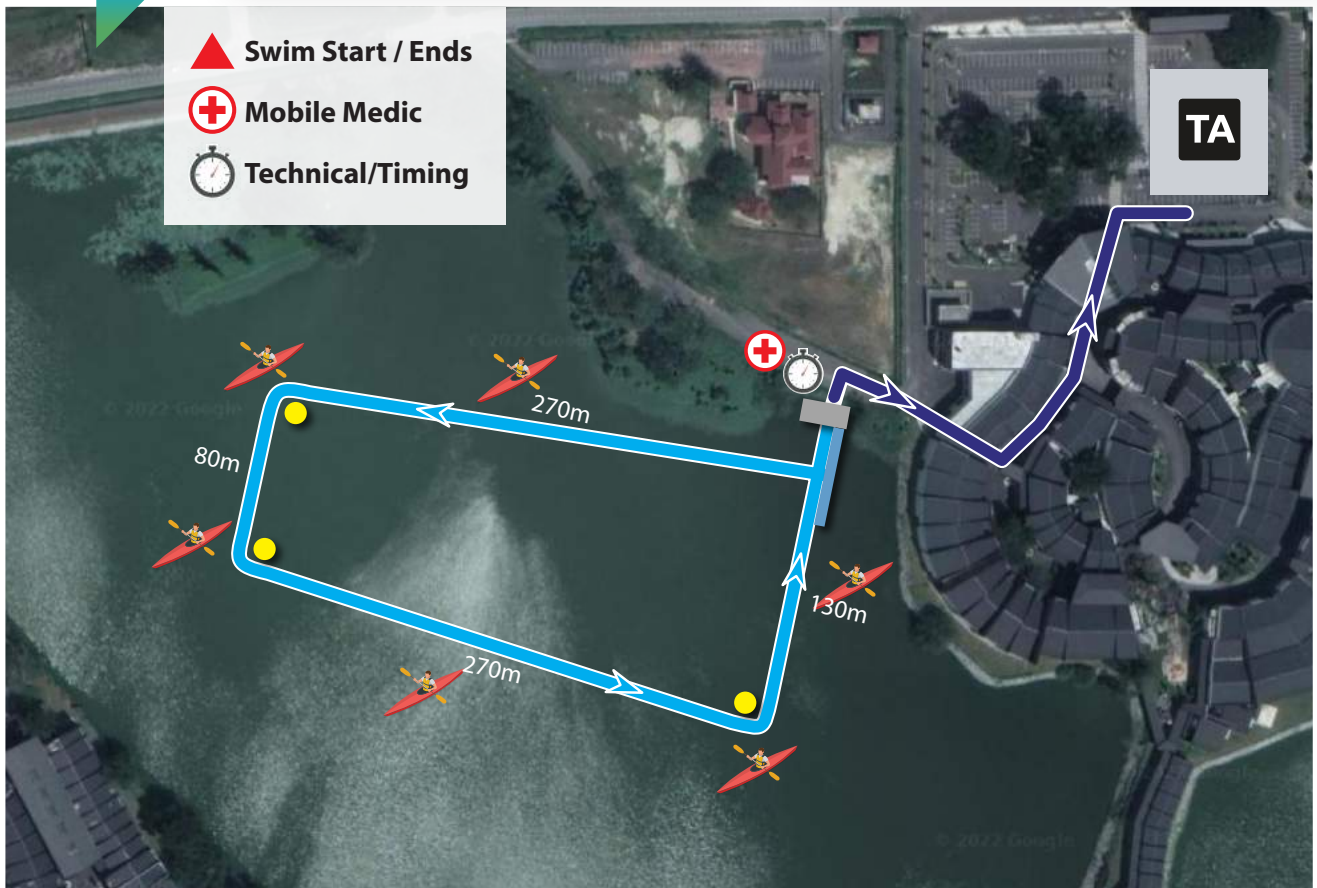 Swim Start / Ends
Mobile Medic
Technical/Timing
TA
© 2022 Google
© 2022 Google
270m
80m
130m
270m
© 2022 Google